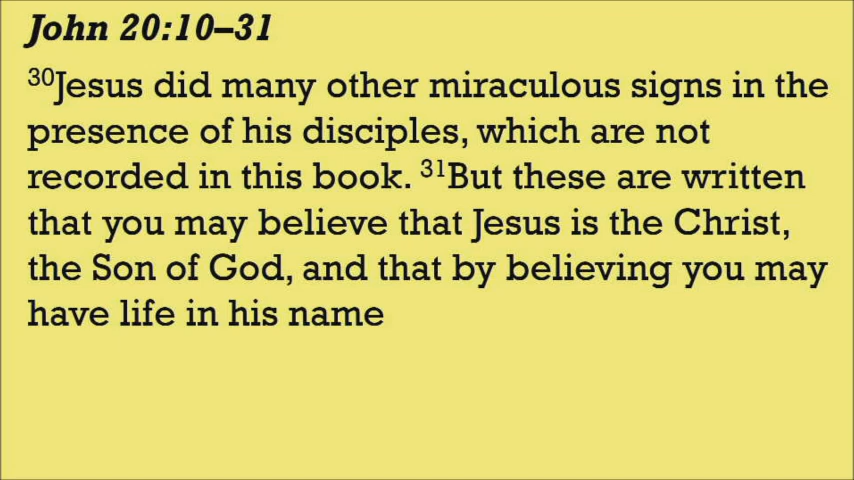 John 20:10–31
30Jesus did many other miraculous signs in the
presence of his disciples, which are not
recorded in this book. 31But these are written
that you may believe that Jesus is the Christ,
the Son of God, and that by believing you may
have life in his name